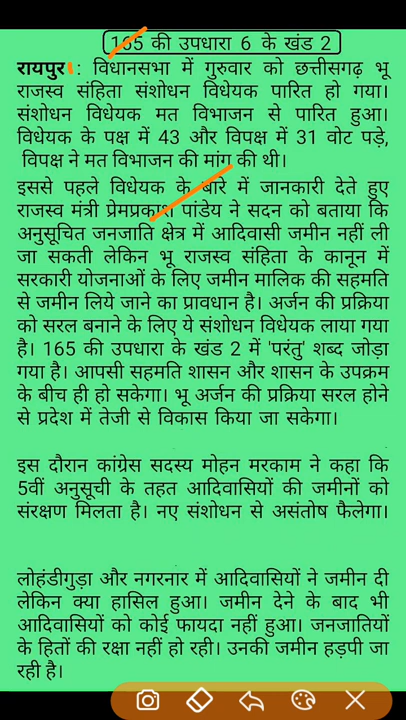 165 की उपधारा 6 के खंड 2
रायपुर : विधानसभा में गुरुवार को छत्तीसगढ़ भू
राजस्व संहिता संशोधन विधेयक पारित हो गया।
संशोधन विधेयक मत विभाजन से पारित हुआ।
विधेयक के पक्ष में 43 और विपक्ष में 31 वोट पड़े,
विपक्ष ने मत विभाजन की मांग की थी।
इससे पहले विधेयक के बारे में जानकारी देते हुए
राजस्व मंत्री प्रेमप्रकाश पांडेय ने सदन को बताया कि
अनुसूचित जनजाति क्षेत्र में आदिवासी जमीन नहीं ली
जा सकती लेकिन भू राजस्व संहिता के कानून में
सरकारी योजनाओं के लिए जमीन मालिक की सहमति
से जमीन लिये जाने का प्रावधान है। अर्जन की प्रक्रिया
को सरल बनाने के लिए ये संशोधन विधेयक लाया गया
है। 165 की उपधारा के खंड 2 में 'परंतु' शब्द जोड़ा
गया है। आपसी सहमति शासन और शासन के उपक्रम
के बीच ही हो सकेगा। भू अर्जन की प्रक्रिया सरल होने
से प्रदेश में तेजी से विकास किया जा सकेगा।
इस दौरान कांग्रेस सदस्य मोहन मरकाम ने कहा कि
5वीं अनुसूची के तहत आदिवासियों की जमीनों को
संरक्षण मिलता है। नए संशोधन से असंतोष फैलेगा।
लोहंडीगुड़ा और नगरनार में आदिवासियों ने जमीन दी
लेकिन क्या हासिल हुआ। जमीन देने के बाद भी
आदिवासियों को कोई फायदा नहीं हुआ। जनजातियों
के हितों की रक्षा नहीं हो रही। उनकी जमीन हड़पी जा
रही है।